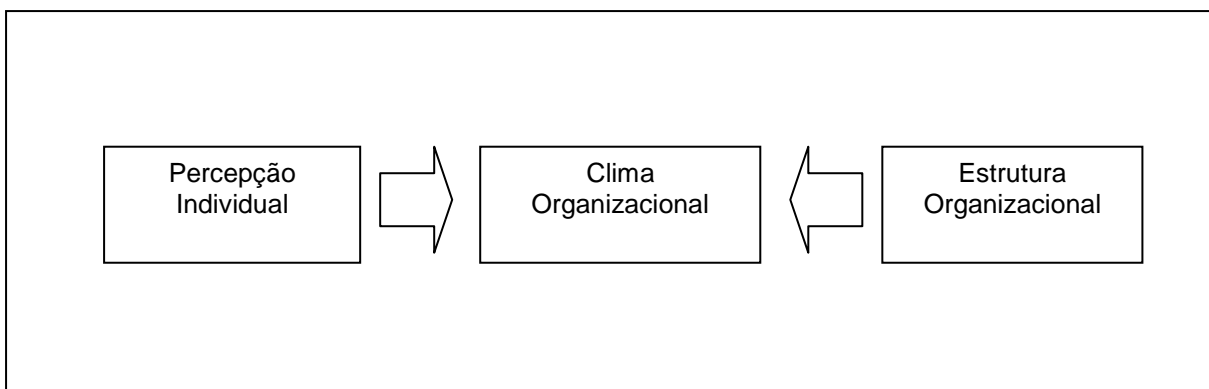 Percepção
Individual
Clima
Organizacional
Estrutura
Organizacional